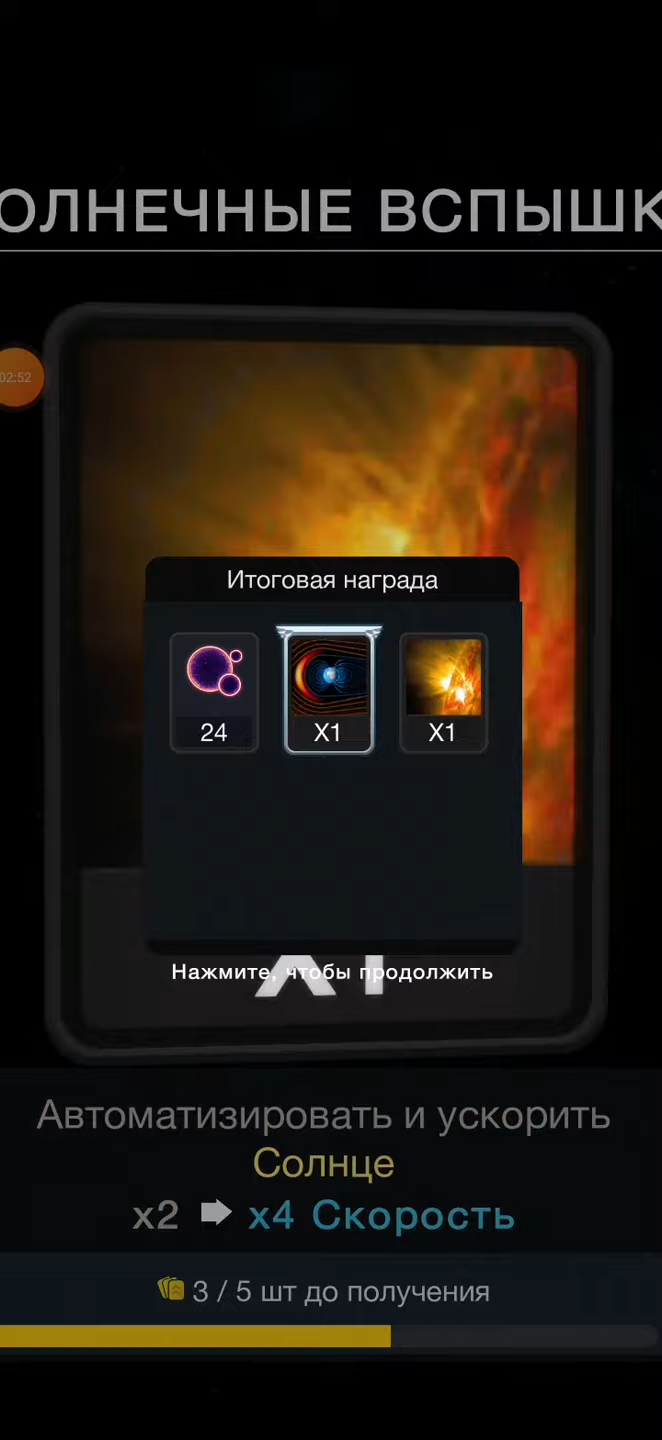 ОЛНЕЧНЫЕ ВСПЫШК
02:52
Итоговая награда
24
X1
X1
X1
Нажмите, чтобы продолжить
Автоматизировать и ускорить
Солнце
x2 x4 Скорость
3 / 5 шт до получения